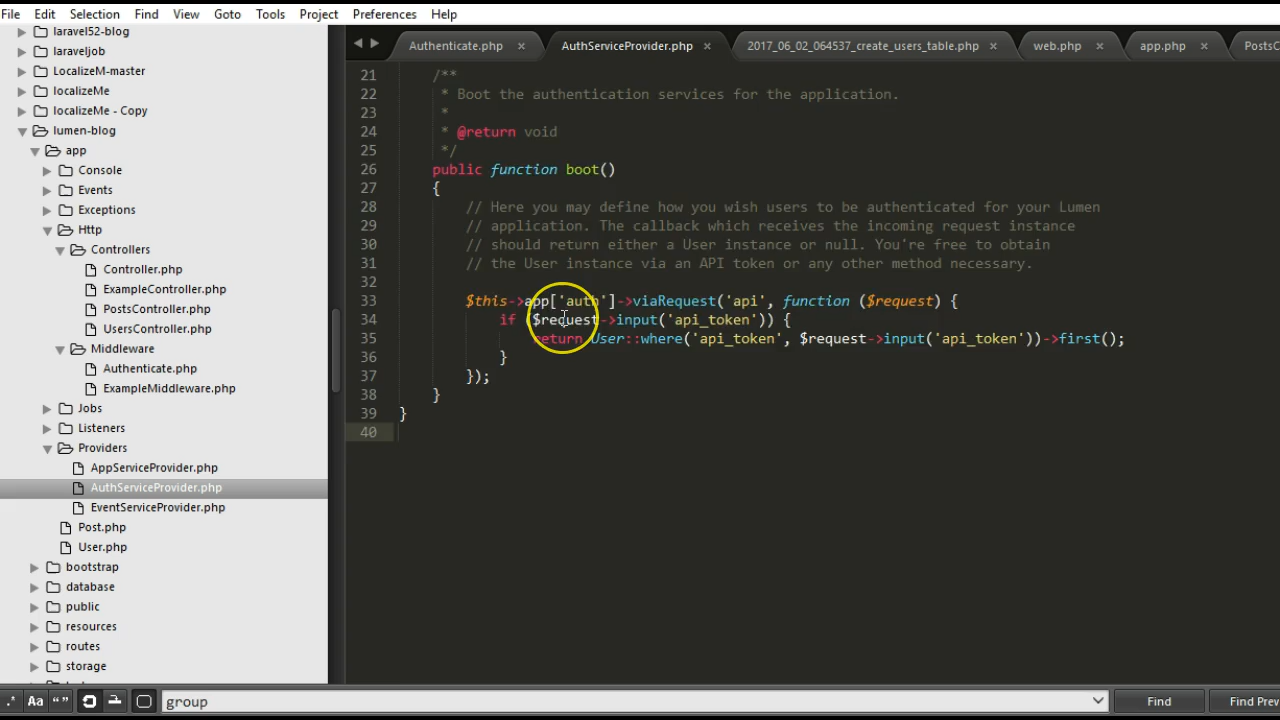 File Edit Selection Find View Goto Tools Project Preferences Help
laravel52-blog
laraveljob
LocalizeM-master
localizeMe
localizeMe - Copy
lumen-blog
app
Console
Events
Exceptions
Http
Controllers
Controller.php
ExampleController.php
PostsController.php
UsersController.php
Middleware
Authenticate.php
ExampleMiddleware.php
Jobs
Listeners
Providers
AppServiceProvider.php
AuthServiceProvider.php
EventServiceProvider.php
Post.php
User.php
bootstrap
database
public
resources
routes
storage
Authenticate.php × AuthServiceProvider.php × 2017_06_02_064537_create_users_table.php × web.php × app.php × PostsC
21 /**
22 * Boot the authentication services for the application.
23 *
24 * @return void
25 */
26 public function boot()
27 {
28 // Here you may define how you wish users to be authenticated for your Lumen
29 // application. The callback which receives the incoming request instance
30 // should return either a User instance or null. You're free to obtain
31 // the User instance via an API token or any other method necessary.
32
33 $this->app['auth']->viaRequest('api', function ($request) {
34 if ($request->input('api_token')) {
35 return User::where('api_token', $request->input('api_token'))->first();
36 }
37 });
38 }
39 }
40
.* Aa “” group Find Find Prev